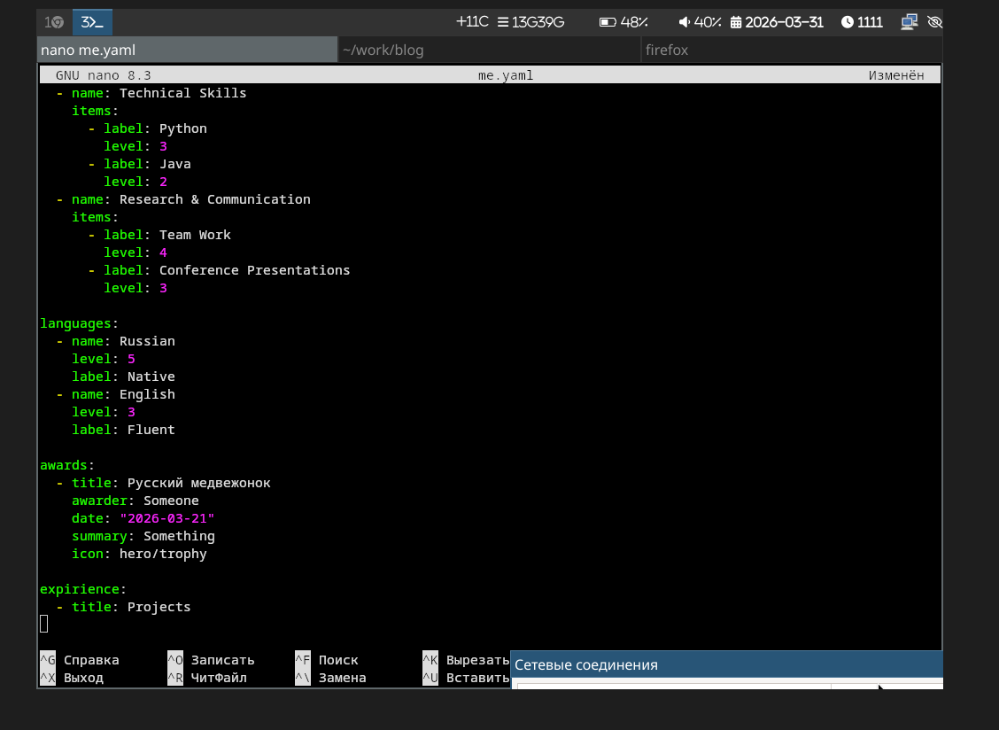 1 3 +11C 13G39G 48% 40% 2026-03-31 1111
nano me.yaml ~/work/blog firefox
GNU nano 8.3 me.yaml Изменён
- name: Technical Skills
items:
- label: Python
level: 3
- label: Java
level: 2
- name: Research & Communication
items:
- label: Team Work
level: 4
- label: Conference Presentations
level: 3
languages:
- name: Russian
level: 5
label: Native
- name: English
level: 3
label: Fluent
awards:
- title: Русский медвежонок
awarder: Someone
date: "2026-03-21"
summary: Something
icon: hero/trophy
expirience:
- title: Projects
^G Справка ^O Записать ^F Поиск ^K Вырезать
^X Выход ^R ЧитФайл ^\ Замена ^U Вставить
Сетевые соединения